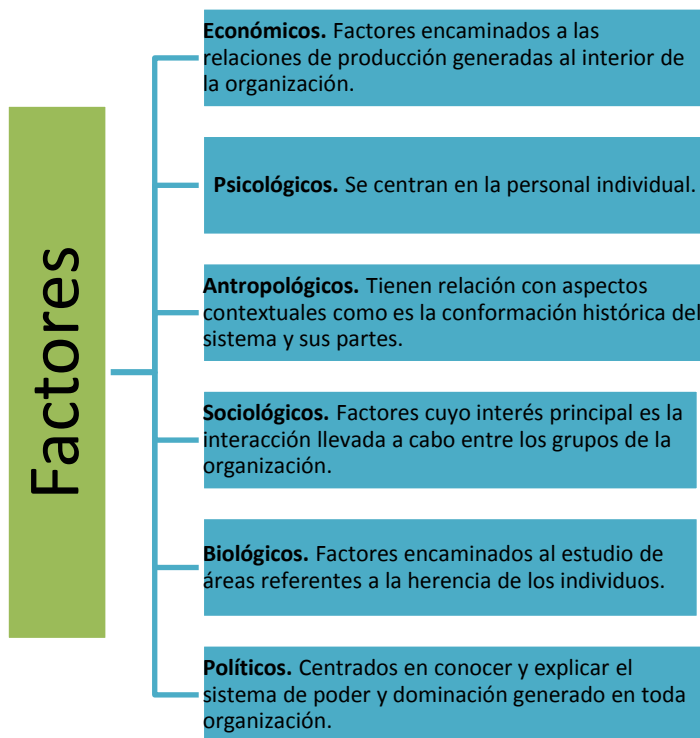 Factores
Económicos. Factores encaminados a las
relaciones de producción generadas al interior de
la organización.
Psicológicos. Se centran en la personal individual.
Antropológicos. Tienen relación con aspectos
contextuales como es la conformación histórica del
sistema y sus partes.
Sociológicos. Factores cuyo interés principal es la
interacción llevada a cabo entre los grupos de la
organización.
Biológicos. Factores encaminados al estudio de
áreas referentes a la herencia de los individuos.
Políticos. Centrados en conocer y explicar el
sistema de poder y dominación generado en toda
organización.